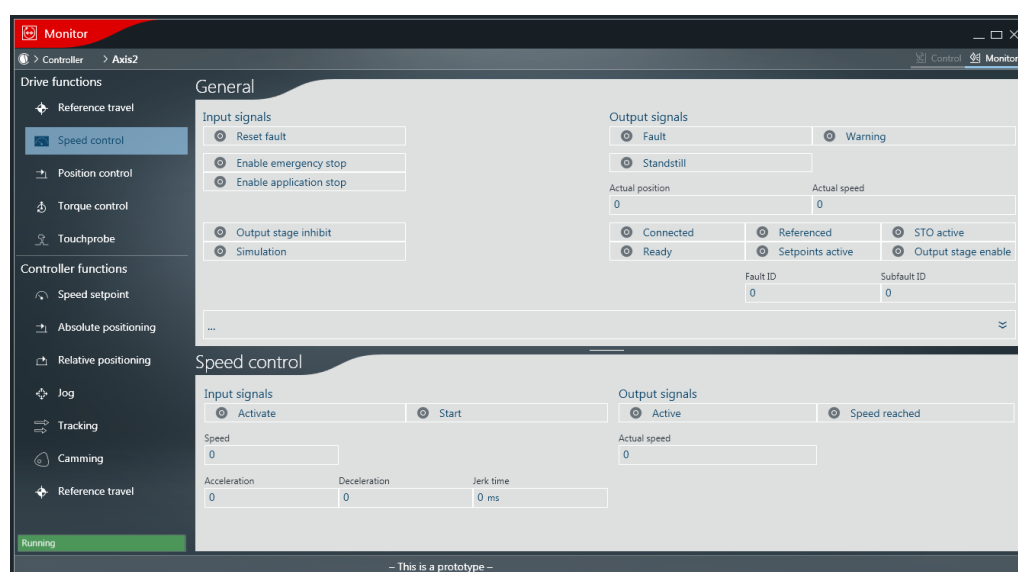 Monitor
> Controller > Axis2
Control Monitor
Drive functions
Reference travel
Speed control
Position control
Torque control
Touchprobe
Controller functions
Speed setpoint
Absolute positioning
Relative positioning
Jog
Tracking
Camming
Reference travel
Running
General
Input signals
Reset fault
Enable emergency stop
Enable application stop
Output stage inhibit
Simulation
Output signals
Fault Warning
Standstill
Actual position Actual speed
0 0
Connected Referenced STO active
Ready Setpoints active Output stage enable
Fault ID Subfault ID
0 0
...
Speed control
Input signals
Activate Start
Speed
0
Acceleration Deceleration Jerk time
0 0 0 ms
Output signals
Active Speed reached
Actual speed
0
– This is a prototype –